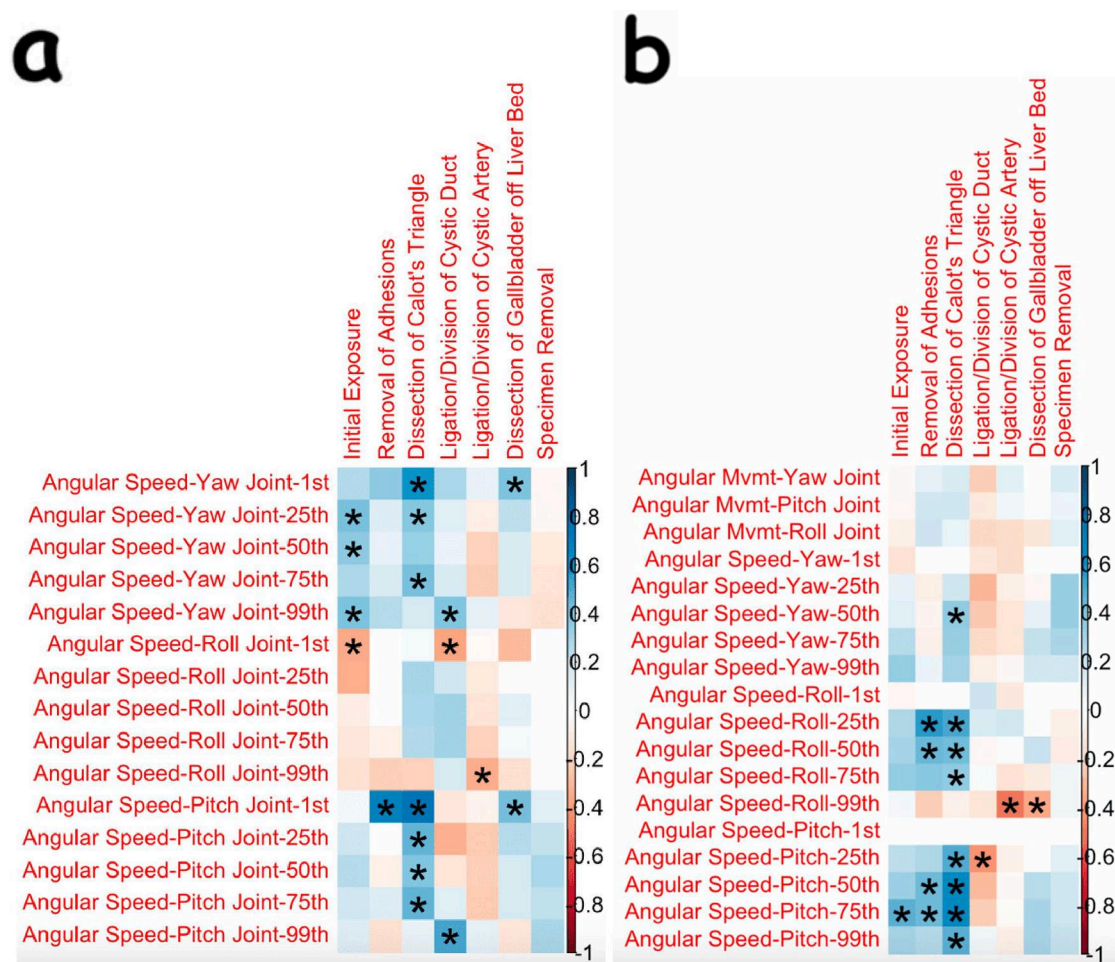 a
Initial Exposure
Removal of Adhesions
Dissection of Calot's Triangle
Ligation/Division of Cystic Duct
Ligation/Division of Cystic Artery
Dissection of Gallbladder off Liver Bed
Specimen Removal
Angular Speed-Yaw Joint-1st
Angular Speed-Yaw Joint-25th
Angular Speed-Yaw Joint-50th
Angular Speed-Yaw Joint-75th
Angular Speed-Yaw Joint-99th
Angular Speed-Roll Joint-1st
Angular Speed-Roll Joint-25th
Angular Speed-Roll Joint-50th
Angular Speed-Roll Joint-75th
Angular Speed-Roll Joint-99th
Angular Speed-Pitch Joint-1st
Angular Speed-Pitch Joint-25th
Angular Speed-Pitch Joint-50th
Angular Speed-Pitch Joint-75th
Angular Speed-Pitch Joint-99th
1
0.8
0.6
0.4
0.2
0
-0.2
-0.4
-0.6
-0.8
-1
b
Initial Exposure
Removal of Adhesions
Dissection of Calot's Triangle
Ligation/Division of Cystic Duct
Ligation/Division of Cystic Artery
Dissection of Gallbladder off Liver Bed
Specimen Removal
Angular Mvmt-Yaw Joint
Angular Mvmt-Pitch Joint
Angular Mvmt-Roll Joint
Angular Speed-Yaw-1st
Angular Speed-Yaw-25th
Angular Speed-Yaw-50th
Angular Speed-Yaw-75th
Angular Speed-Yaw-99th
Angular Speed-Roll-1st
Angular Speed-Roll-25th
Angular Speed-Roll-50th
Angular Speed-Roll-75th
Angular Speed-Roll-99th
Angular Speed-Pitch-1st
Angular Speed-Pitch-25th
Angular Speed-Pitch-50th
Angular Speed-Pitch-75th
Angular Speed-Pitch-99th
1
0.8
0.6
0.4
0.2
0
-0.2
-0.4
-0.6
-0.8
-1